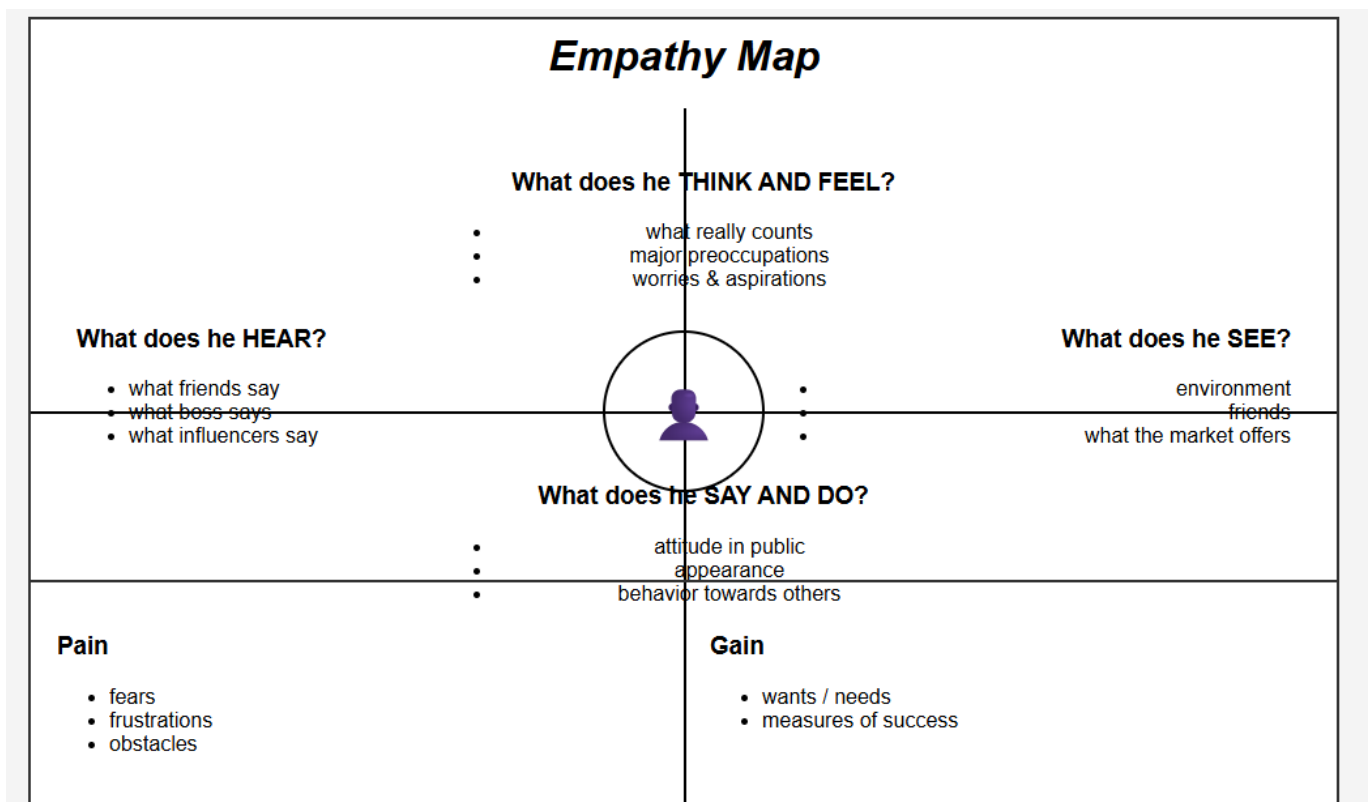 Empathy Map
What does he THINK AND FEEL?
• what really counts
• major preoccupations
• worries & aspirations
What does he HEAR?
• what friends say
• what boss says
• what influencers say
What does he SEE?
• environment
• friends
• what the market offers
What does he SAY AND DO?
• attitude in public
• appearance
• behavior towards others
Pain
• fears
• frustrations
• obstacles
Gain
• wants / needs
• measures of success